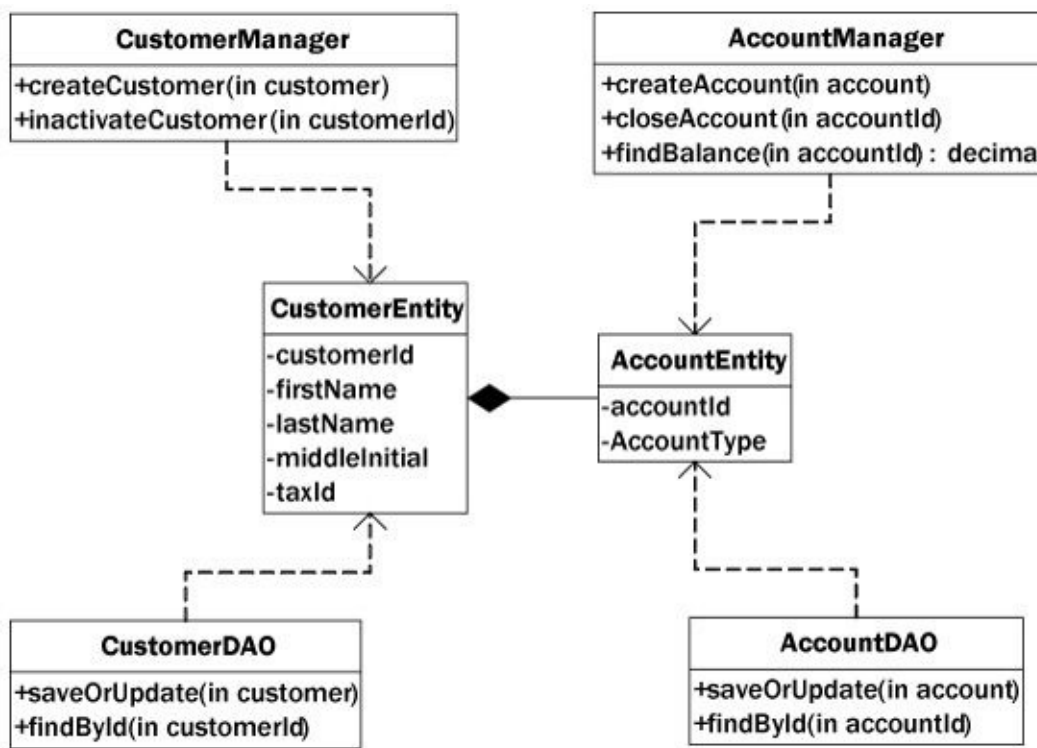 CustomerManager
+createCustomer(in customer)
+inactivateCustomer(in customerId)
AccountManager
+createAccount(in account)
+closeAccount(in accountId)
+findBalance(in accountId) : decima
CustomerEntity
-customerId
-firstName
-lastName
-middleInitial
-taxId
AccountEntity
-accountId
-AccountType
CustomerDAO
+saveOrUpdate(in customer)
+findById(in customerId)
AccountDAO
+saveOrUpdate(in account)
+findById(in accountId)